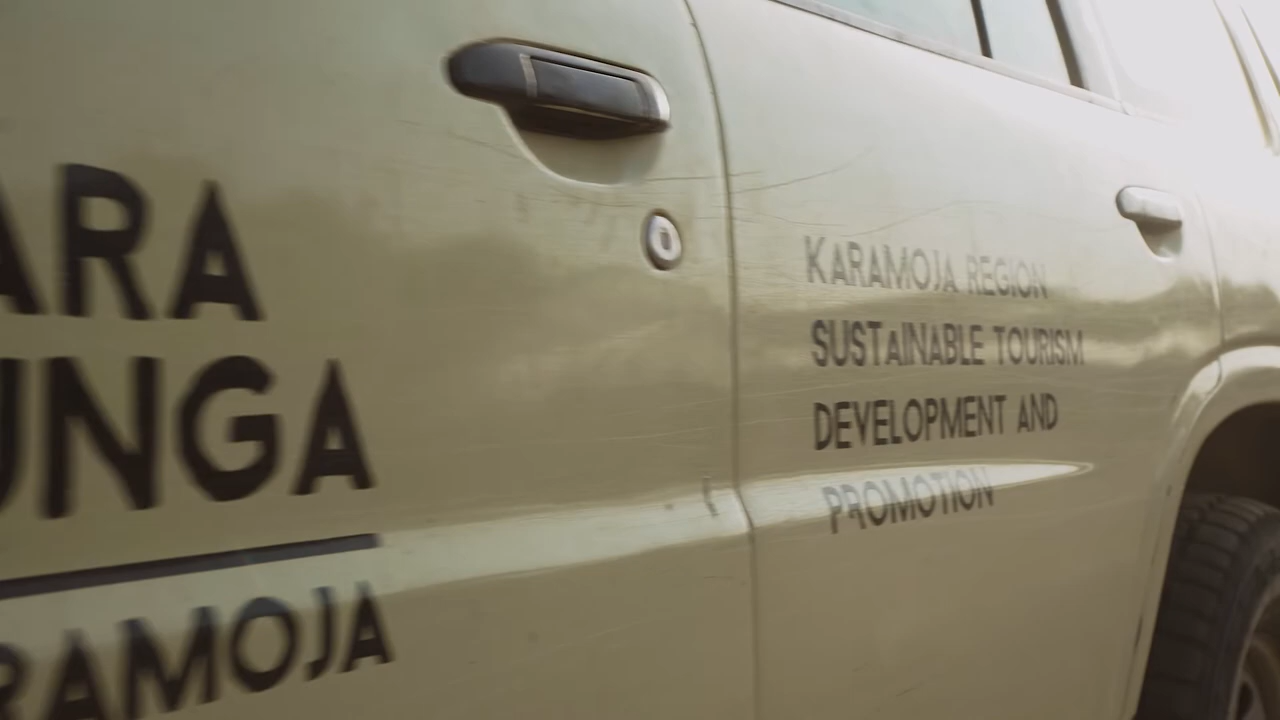 ARA
UNGA
RAMOJA
KARAMOJA REGION
SUSTAINABLE TOURISM
DEVELOPMENT AND
PROMOTION